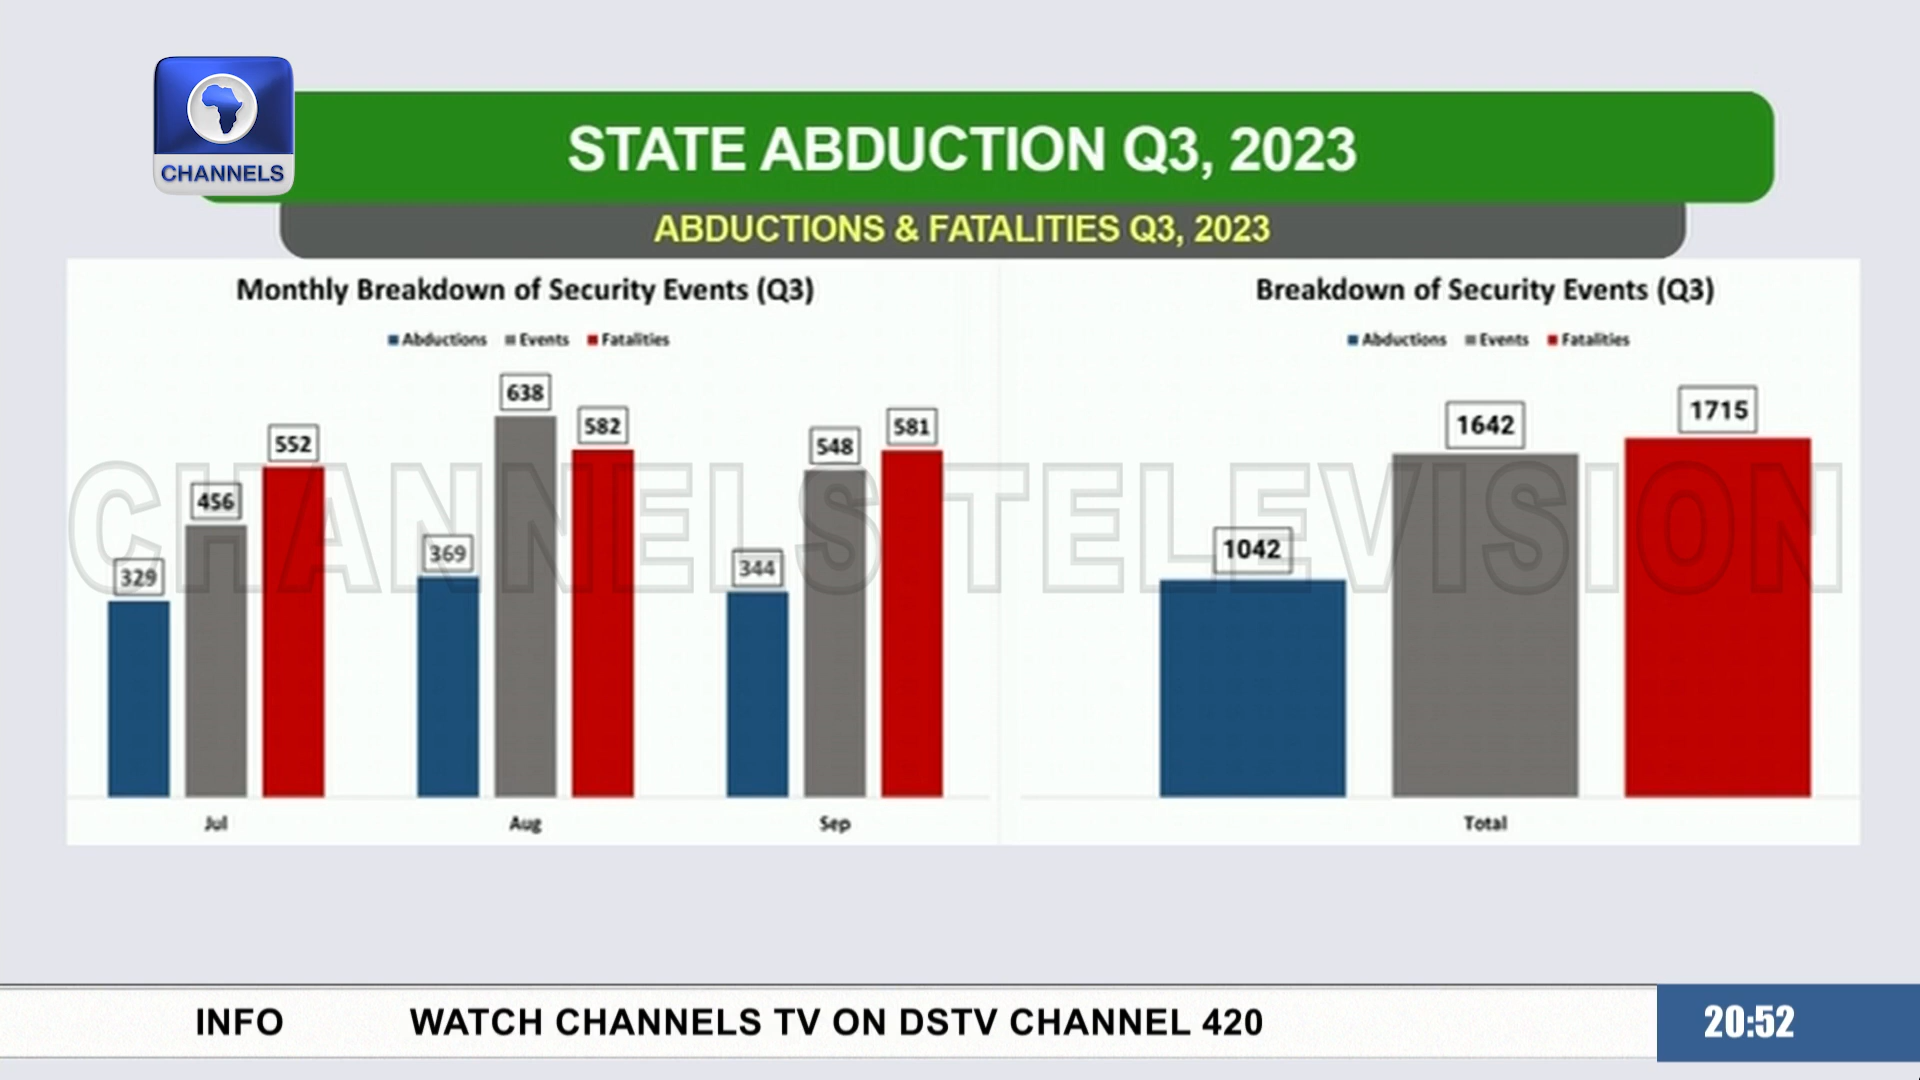 CHANNELS
STATE ABDUCTION Q3, 2023
ABDUCTIONS & FATALITIES Q3, 2023
Monthly Breakdown of Security Events (Q3)
Abductions Events Fatalities
329 456 552
369 638 582
344 548 581
Jul Aug Sep
Breakdown of Security Events (Q3)
Abductions Events Fatalities
1042 1642 1715
Total
CHANNELS TELEVISION
INFO WATCH CHANNELS TV ON DSTV CHANNEL 420 20:52